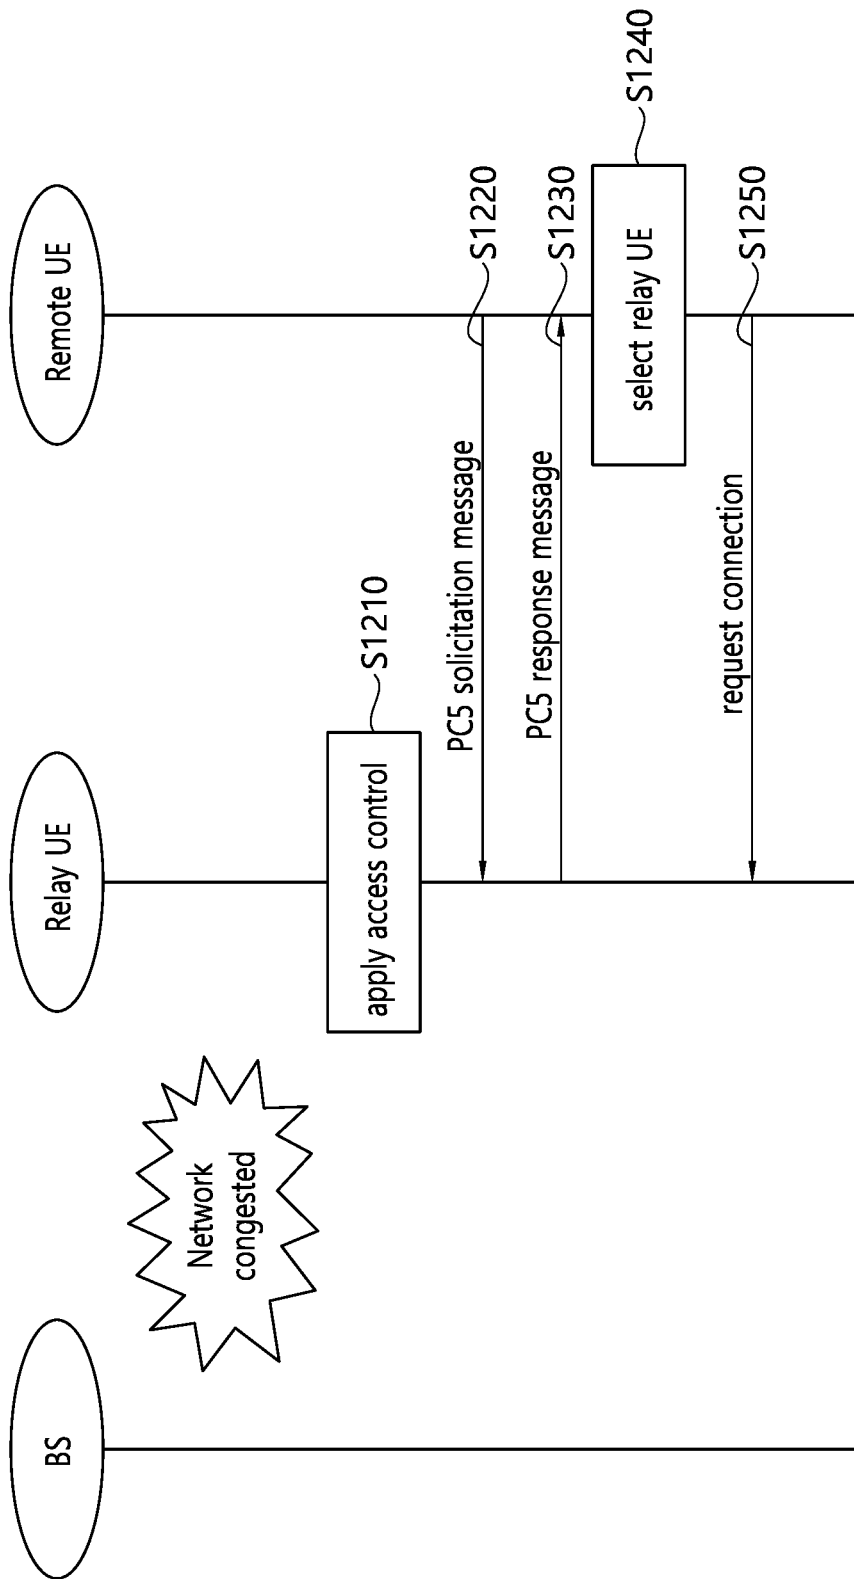 BS
Relay UE
Remote UE
Network
congested
apply access control
S1210
PC5 solicitation message
S1220
PC5 response message
S1230
select relay UE
S1240
request connection
S1250